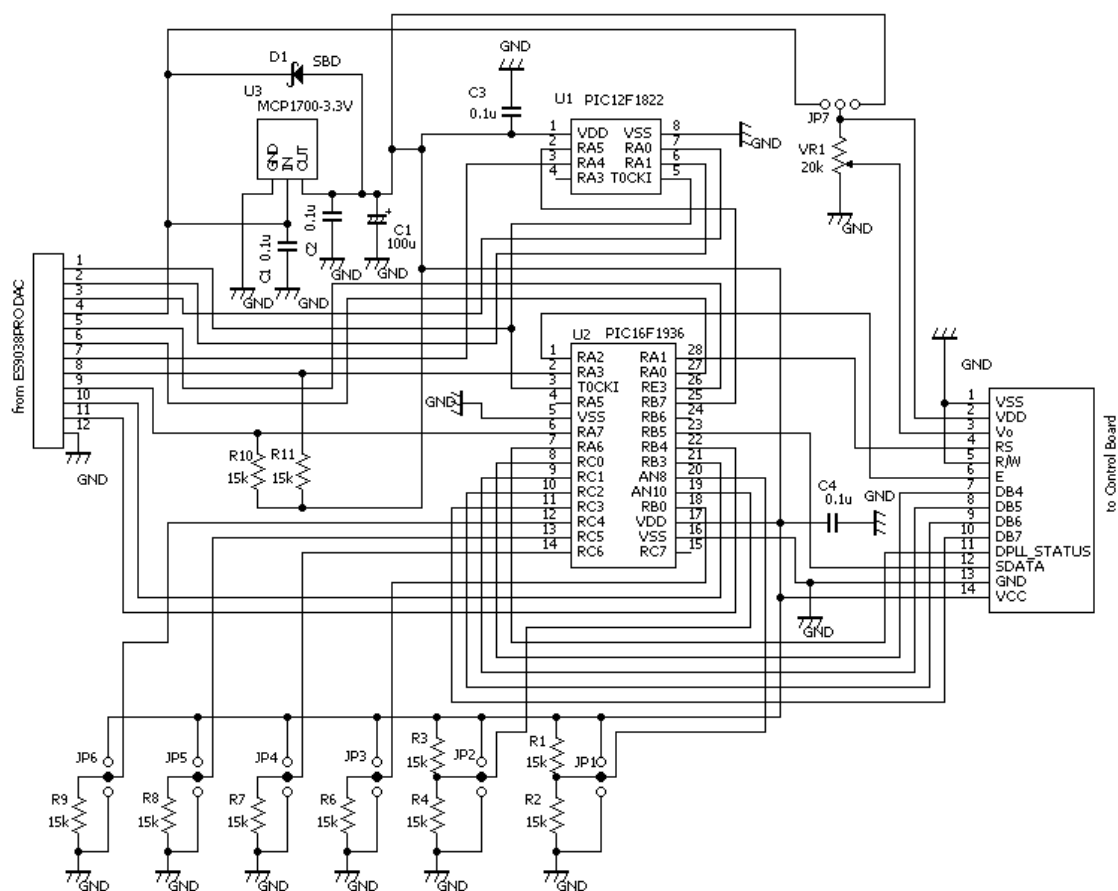 D1
SBD
U3
MCP1700-3.3V
GND
IN
OUT
C1
0.1u
C2
0.1u
C1
100u
GND
GND
GND
GND
GND
C3
0.1u
U1
PIC12F1822
1 VDD
2 RA5
3 RA4
4 RA3
VSS 8
RA0 7
RA1 6
T0CKI 5
GND
JP7
VR1
20k
GND
from ES9038PRO DAC
1
2
3
4
5
6
7
8
9
10
11
12
GND
R10
15k
R11
15k
GND
U2
PIC16F1936
1 RA2
2 RA3
3 T0CKI
4 RA5
5 VSS
6 RA7
7 RA6
8 RC0
9 RC1
10 RC2
11 RC3
12 RC4
13 RC5
14 RC6
RA1 28
RA0 27
RE3 26
RB7 25
RB6 24
RB5 23
RB4 22
RB3 21
AN8 20
AN10 19
RB0 18
VDD 17
VSS 16
RC7 15
C4
0.1u
GND
GND
GND
1 VSS
2 VDD
3 Vo
4 RS
5 R/W
6 E
7 DB4
8 DB5
9 DB6
10 DB7
11 DPLL_STATUS
12 SDATA
13 GND
14 VCC
to Control Board
JP6
R9
15k
GND
JP5
R8
15k
GND
JP4
R7
15k
GND
JP3
R6
15k
GND
R3
15k
JP2
R4
15k
GND
R1
15k
JP1
R2
15k
GND